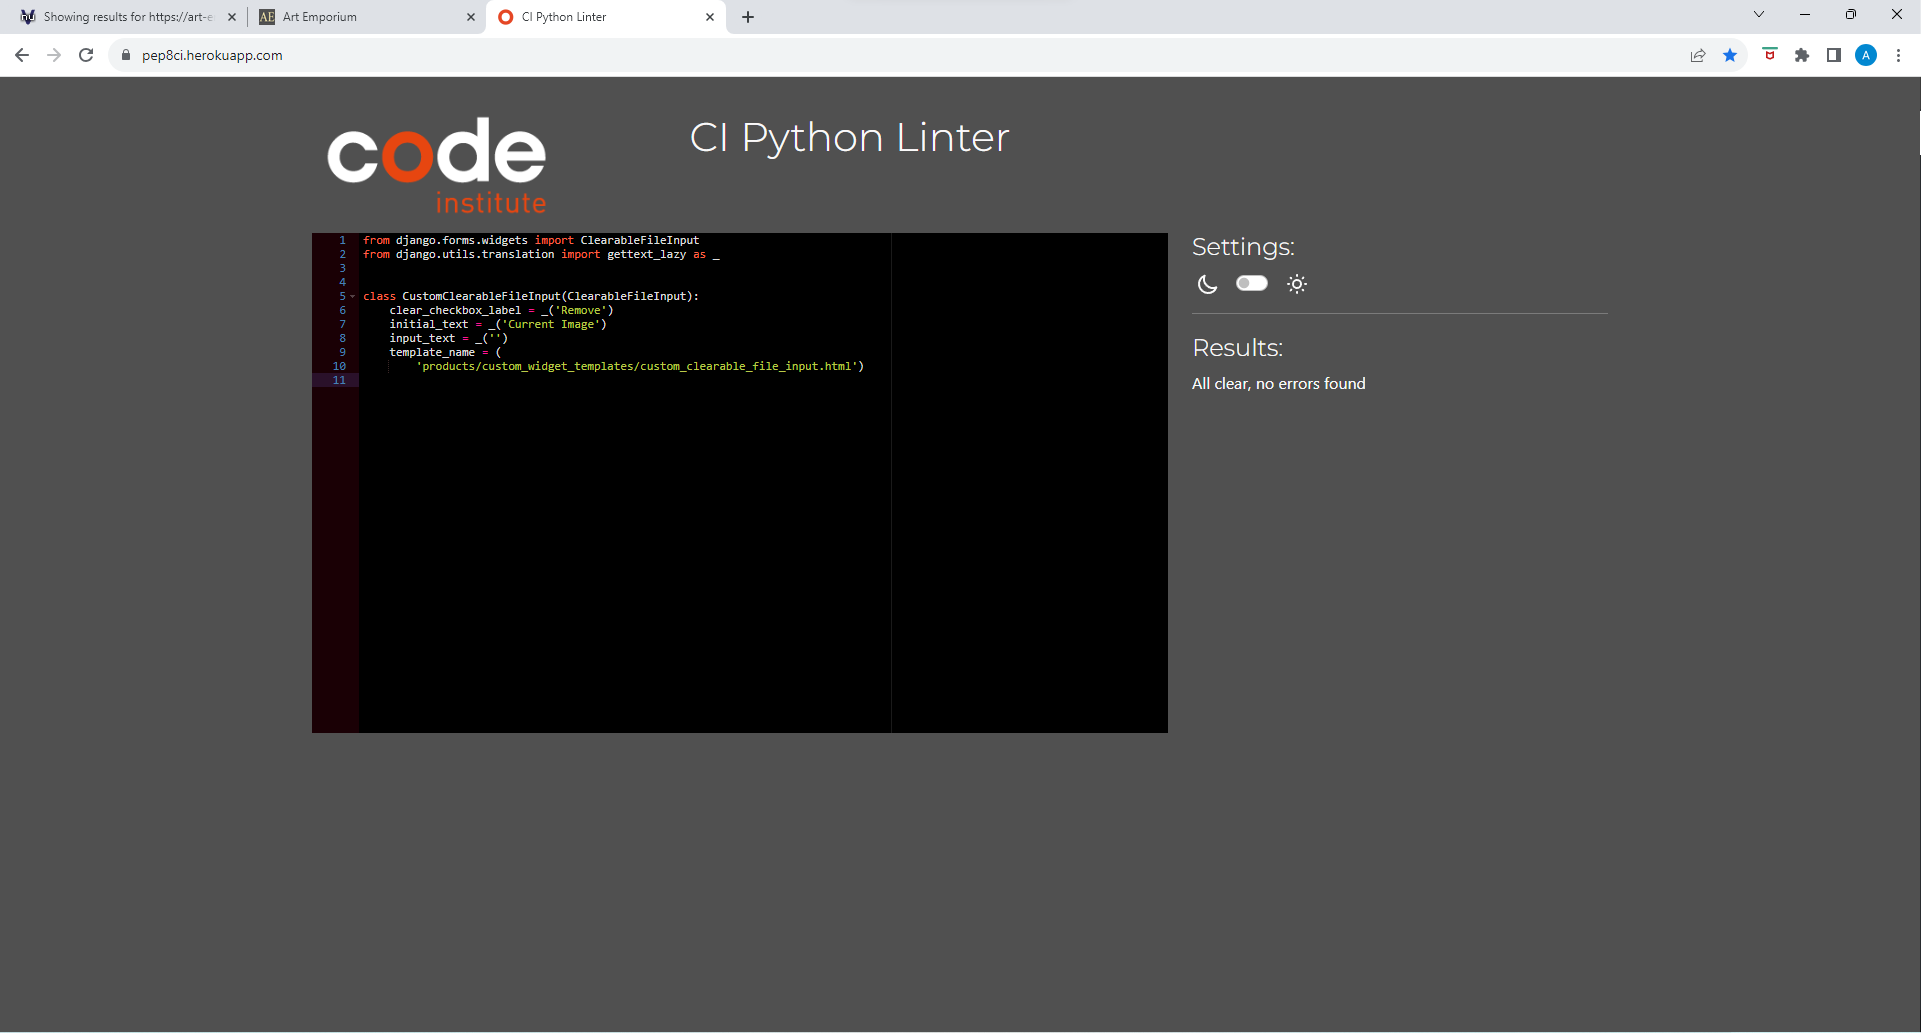 Showing results for https://art-e
Art Emporium
CI Python Linter
pep8ci.herokuapp.com
A
code
institute
CI Python Linter
1 from django.forms.widgets import ClearableFileInput
2 from django.utils.translation import gettext_lazy as _
3
4
5 class CustomClearableFileInput(ClearableFileInput):
6     clear_checkbox_label = _('Remove')
7     initial_text = _('Current Image')
8     input_text = _('')
9     template_name = (
10         'products/custom_widget_templates/custom_clearable_file_input.html')
11
Settings:
Results:
All clear, no errors found